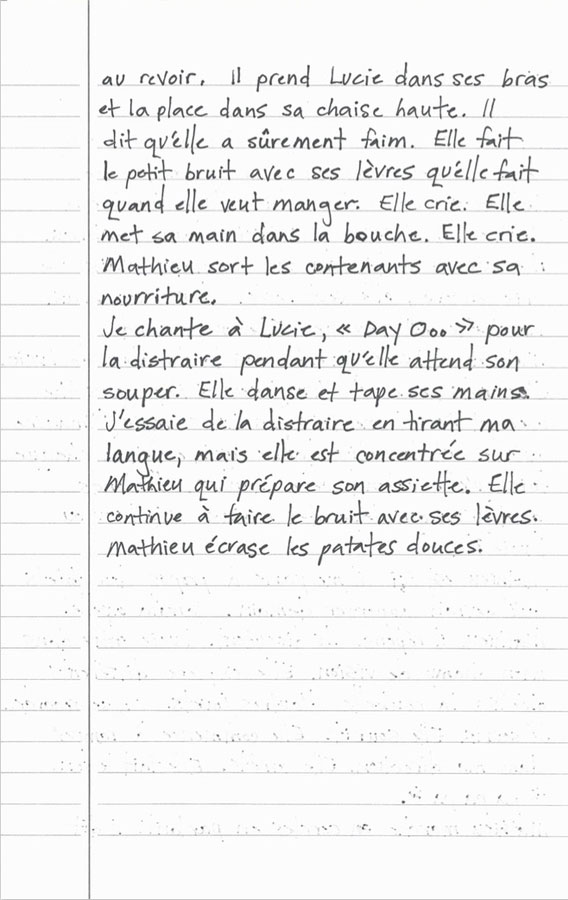 au revoir. Il prend Lucie dans ses bras
et la place dans sa chaise haute. Il
dit qu'elle a sûrement faim. Elle fait
le petit bruit avec ses lèvres qu'elle fait
quand elle veut manger. Elle crie. Elle
met sa main dans la bouche. Elle crie.
Mathieu sort les contenants avec sa
nourriture.
Je chante à Lucie, « Day Ooo » pour
la distraire pendant qu'elle attend son
souper. Elle danse et tape ses mains.
J'essaie de la distraire en tirant ma
langue, mais elle est concentrée sur
Mathieu qui prépare son assiette. Elle
continue à faire le bruit avec ses lèvres.
Mathieu écrase les patates douces.